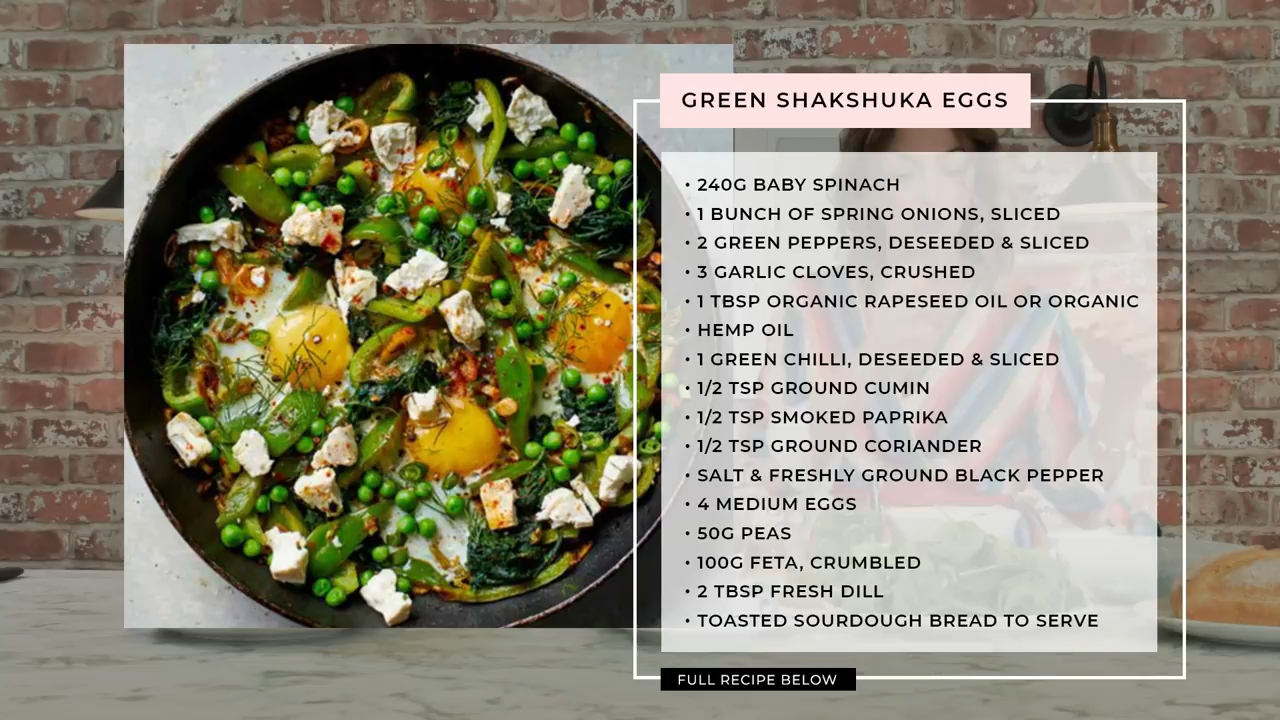 GREEN SHAKSHUKA EGGS
• 240G BABY SPINACH
• 1 BUNCH OF SPRING ONIONS, SLICED
• 2 GREEN PEPPERS, DESEEDED & SLICED
• 3 GARLIC CLOVES, CRUSHED
• 1 TBSP ORGANIC RAPESEED OIL OR ORGANIC
• HEMP OIL
• 1 GREEN CHILLI, DESEEDED & SLICED
• 1/2 TSP GROUND CUMIN
• 1/2 TSP SMOKED PAPRIKA
• 1/2 TSP GROUND CORIANDER
• SALT & FRESHLY GROUND BLACK PEPPER
• 4 MEDIUM EGGS
• 50G PEAS
• 100G FETA, CRUMBLED
• 2 TBSP FRESH DILL
• TOASTED SOURDOUGH BREAD TO SERVE
FULL RECIPE BELOW